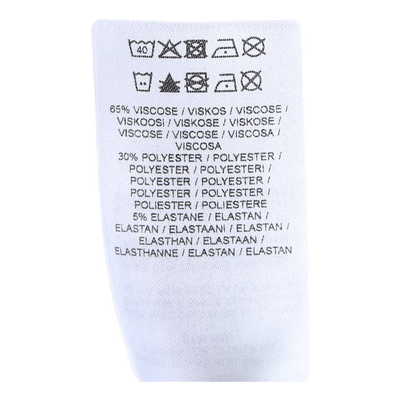 40
65% VISCOSE / VISKOS / VISCOSE /
VISKOOSI / VISKOSE / VISKOSE /
VISCOSE / VISCOSE / VISCOSA /
VISCOSA
30% POLYESTER / POLYESTER /
POLYESTER / POLYESTERI /
POLYESTER / POLYESTER /
POLYESTER / POLYESTER /
POLIESTER / POLIESTERE
5% ELASTANE / ELASTAN /
ELASTAN / ELASTAANI / ELASTAN /
ELASTHAN / ELASTAAN /
ELASTHANNE / ELASTAN / ELASTAN